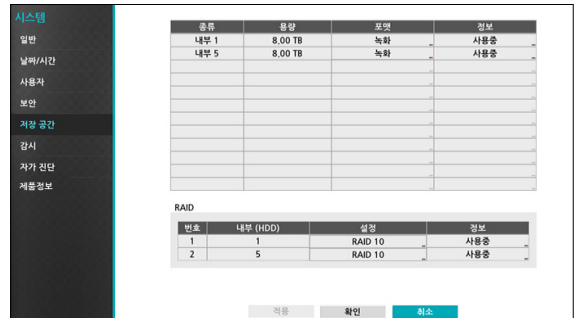 시스템
일반
날짜/시간
사용자
보안
저장 공간
감시
자가 진단
제품정보
종류 용량 포맷 정보
내부 1 8.00 TB 녹화 사용중
내부 5 8.00 TB 녹화 사용중
RAID
번호 내부 (HDD) 설정 정보
1 1 RAID 10 사용중
2 5 RAID 10 사용중
적용 확인 취소